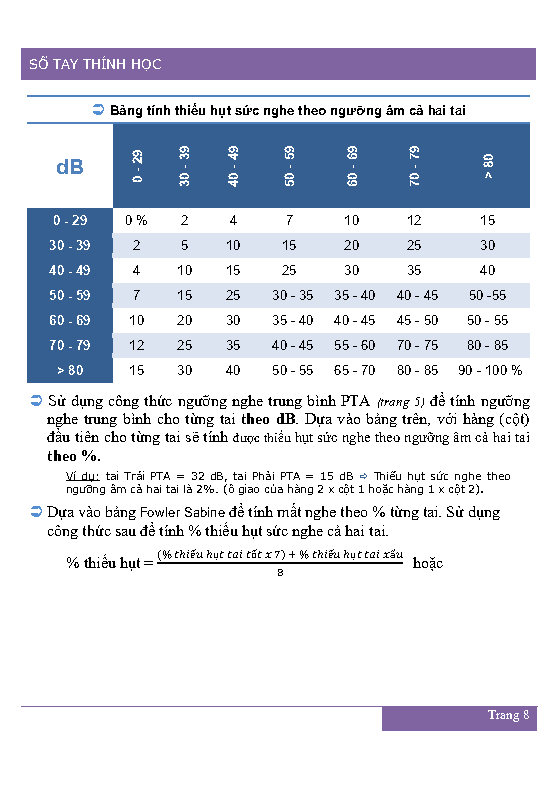 SỔ TAY THÍNH HỌC
➲ Bảng tính thiếu hụt sức nghe theo ngưỡng âm cả hai tai
dB 0 - 29 30 - 39 40 - 49 50 - 59 60 - 69 70 - 79 > 80
0 - 29 0 % 2 4 7 10 12 15
30 - 39 2 5 10 15 20 25 30
40 - 49 4 10 15 25 30 35 40
50 - 59 7 15 25 30 - 35 35 - 40 40 - 45 50 -55
60 - 69 10 20 30 35 - 40 40 - 45 45 - 50 50 - 55
70 - 79 12 25 35 40 - 45 55 - 60 70 - 75 80 - 85
> 80 15 30 40 50 - 55 65 - 70 80 - 85 90 - 100 %
➲ Sử dụng công thức ngưỡng nghe trung bình PTA (trang 5) để tính ngưỡng
nghe trung bình cho từng tai theo dB. Dựa vào bảng trên, với hàng (cột)
đầu tiên cho từng tai sẽ tính được thiếu hụt sức nghe theo ngưỡng âm cả hai tai
theo %.
Ví dụ: tai Trái PTA = 32 dB, tai Phải PTA = 15 dB ⇨ Thiếu hụt sức nghe theo
ngưỡng âm cả hai tai là 2%. (ô giao của hàng 2 x cột 1 hoặc hàng 1 x cột 2).
➲ Dựa vào bảng Fowler Sabine để tính mất nghe theo % từng tai. Sử dụng
công thức sau để tính % thiếu hụt sức nghe cả hai tai.
% thiếu hụt = (% thiếu hụt tai tốt x 7) + % thiếu hụt tai xấu hoặc
8
Trang 8